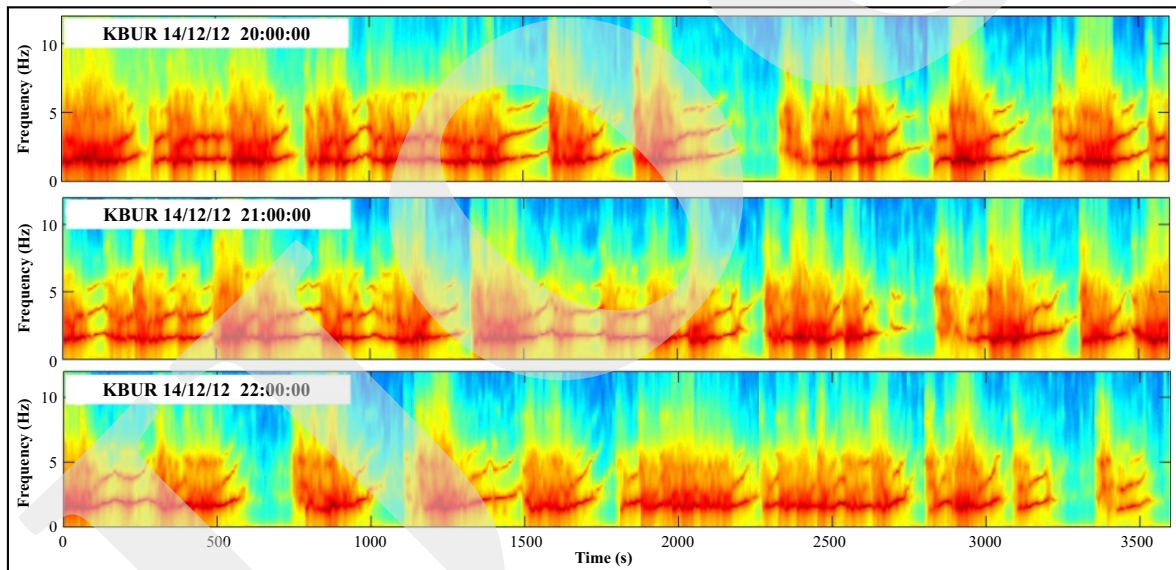 KBUR 14/12/12 20:00:00
Frequency (Hz)
10
5
0
KBUR 14/12/12 21:00:00
Frequency (Hz)
10
5
0
KBUR 14/12/12 22:00:00
Frequency (Hz)
10
5
0
0 500 1000 1500 2000 2500 3000 3500
Time (s)